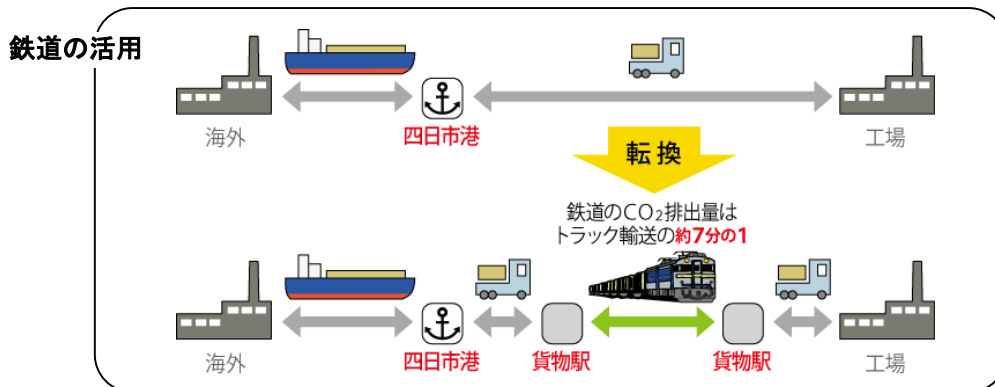 鉄道の活用
海外
四日市港
工場
転換
鉄道のCO₂排出量は
トラック輸送の約7分の1
海外
四日市港
貨物駅
貨物駅
工場